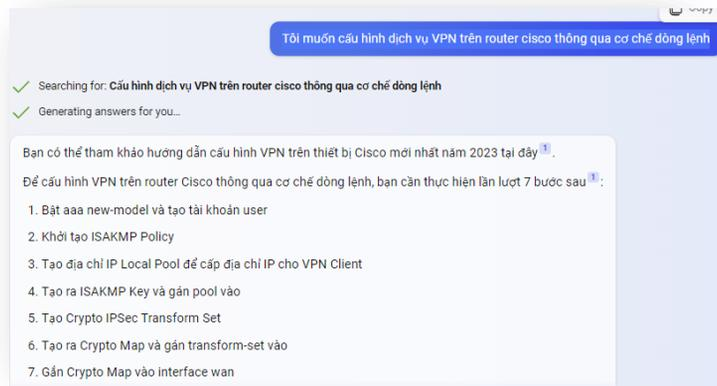 Copy
Tôi muốn cấu hình dịch vụ VPN trên router cisco thông qua cơ chế dòng lệnh
Searching for: Cấu hình dịch vụ VPN trên router cisco thông qua cơ chế dòng lệnh
Generating answers for you...
Bạn có thể tham khảo hướng dẫn cấu hình VPN trên thiết bị Cisco mới nhất năm 2023 tại đây 1 .
Để cấu hình VPN trên router Cisco thông qua cơ chế dòng lệnh, bạn cần thực hiện lần lượt 7 bước sau 1 :
1. Bật aaa new-model và tạo tài khoản user
2. Khởi tạo ISAKMP Policy
3. Tạo địa chỉ IP Local Pool để cấp địa chỉ IP cho VPN Client
4. Tạo ra ISAKMP Key và gán pool vào
5. Tạo Crypto IPSec Transform Set
6. Tạo ra Crypto Map và gán transform-set vào
7. Gắn Crypto Map vào interface wan